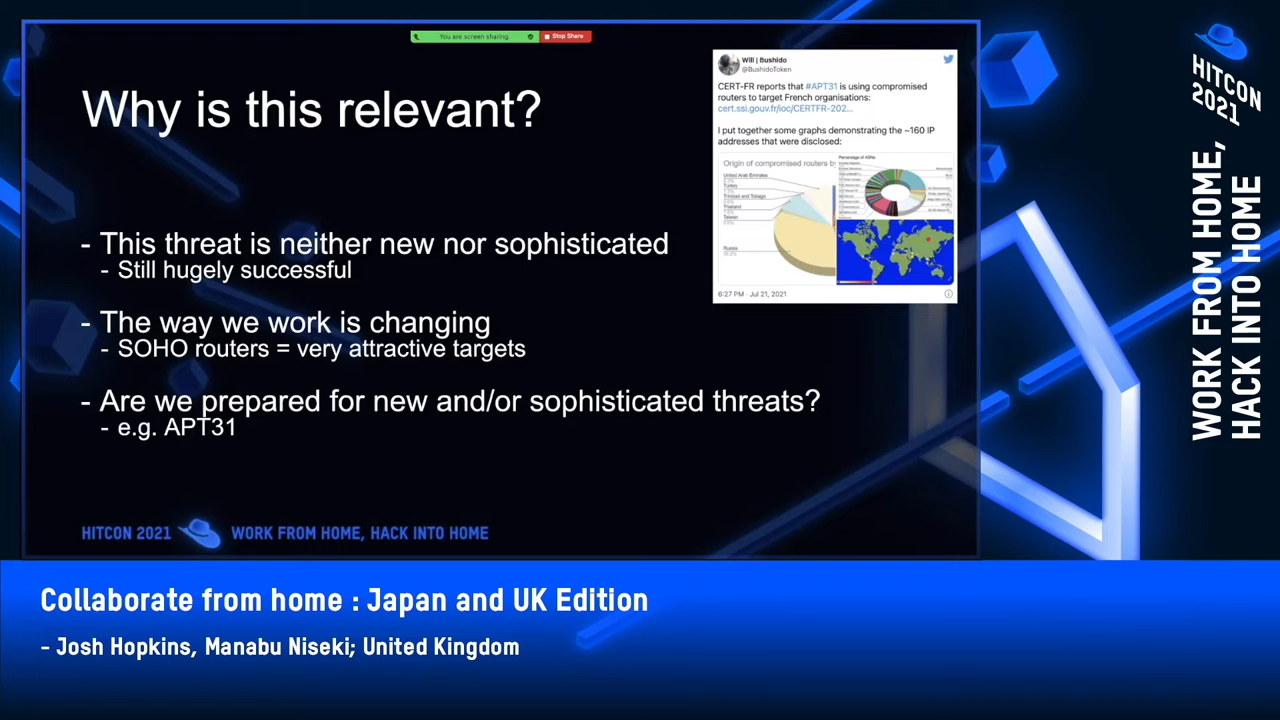 You are screen sharing
Stop Share
Why is this relevant?
- This threat is neither new nor sophisticated
- Still hugely successful
- The way we work is changing
- SOHO routers = very attractive targets
- Are we prepared for new and/or sophisticated threats?
- e.g. APT31
Will | Bushido
@BushidoToken
CERT-FR reports that #APT31 is using compromised
routers to target French organisations:
cert.ssi.gouv.fr/ioc/CERTFR-202...
I put together some graphs demonstrating the ~160 IP
addresses that were disclosed:
Origin of compromised routers by
Percentage of ASNs
United Arab Emirates
Turkey
Trinidad and Tobago
Thailand
Taiwan
Russia
6:27 PM · Jul 21, 2021
HITCON 2021 WORK FROM HOME, HACK INTO HOME
HITCON
2021
WORK FROM HOME,
HACK INTO HOME
Collaborate from home : Japan and UK Edition
- Josh Hopkins, Manabu Niseki; United Kingdom